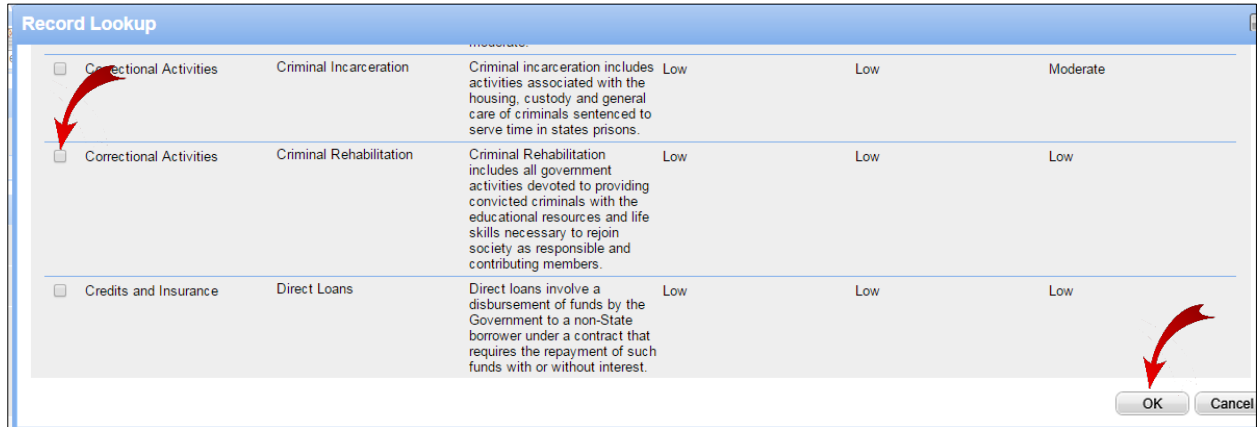 Record Lookup
moderate.
Correctional Activities Criminal Incarceration Criminal incarceration includes Low Low Moderate
activities associated with the
housing, custody and general
care of criminals sentenced to
serve time in states prisons.
Correctional Activities Criminal Rehabilitation Criminal Rehabilitation Low Low Low
includes all government
activities devoted to providing
convicted criminals with the
educational resources and life
skills necessary to rejoin
society as responsible and
contributing members.
Credits and Insurance Direct Loans Direct loans involve a Low Low Low
disbursement of funds by the
Government to a non-State
borrower under a contract that
requires the repayment of such
funds with or without interest.
OK Cancel